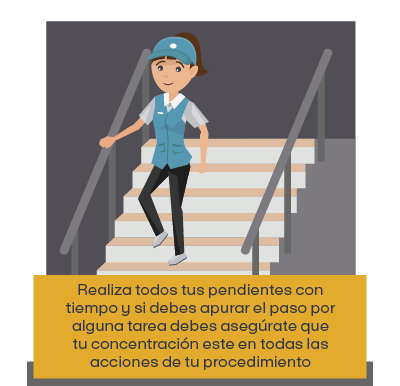 Realiza todos tus pendientes con
tiempo y si debes apurar el paso por
alguna tarea debes asegúrate que
tu concentración este en todas las
acciones de tu procedimiento